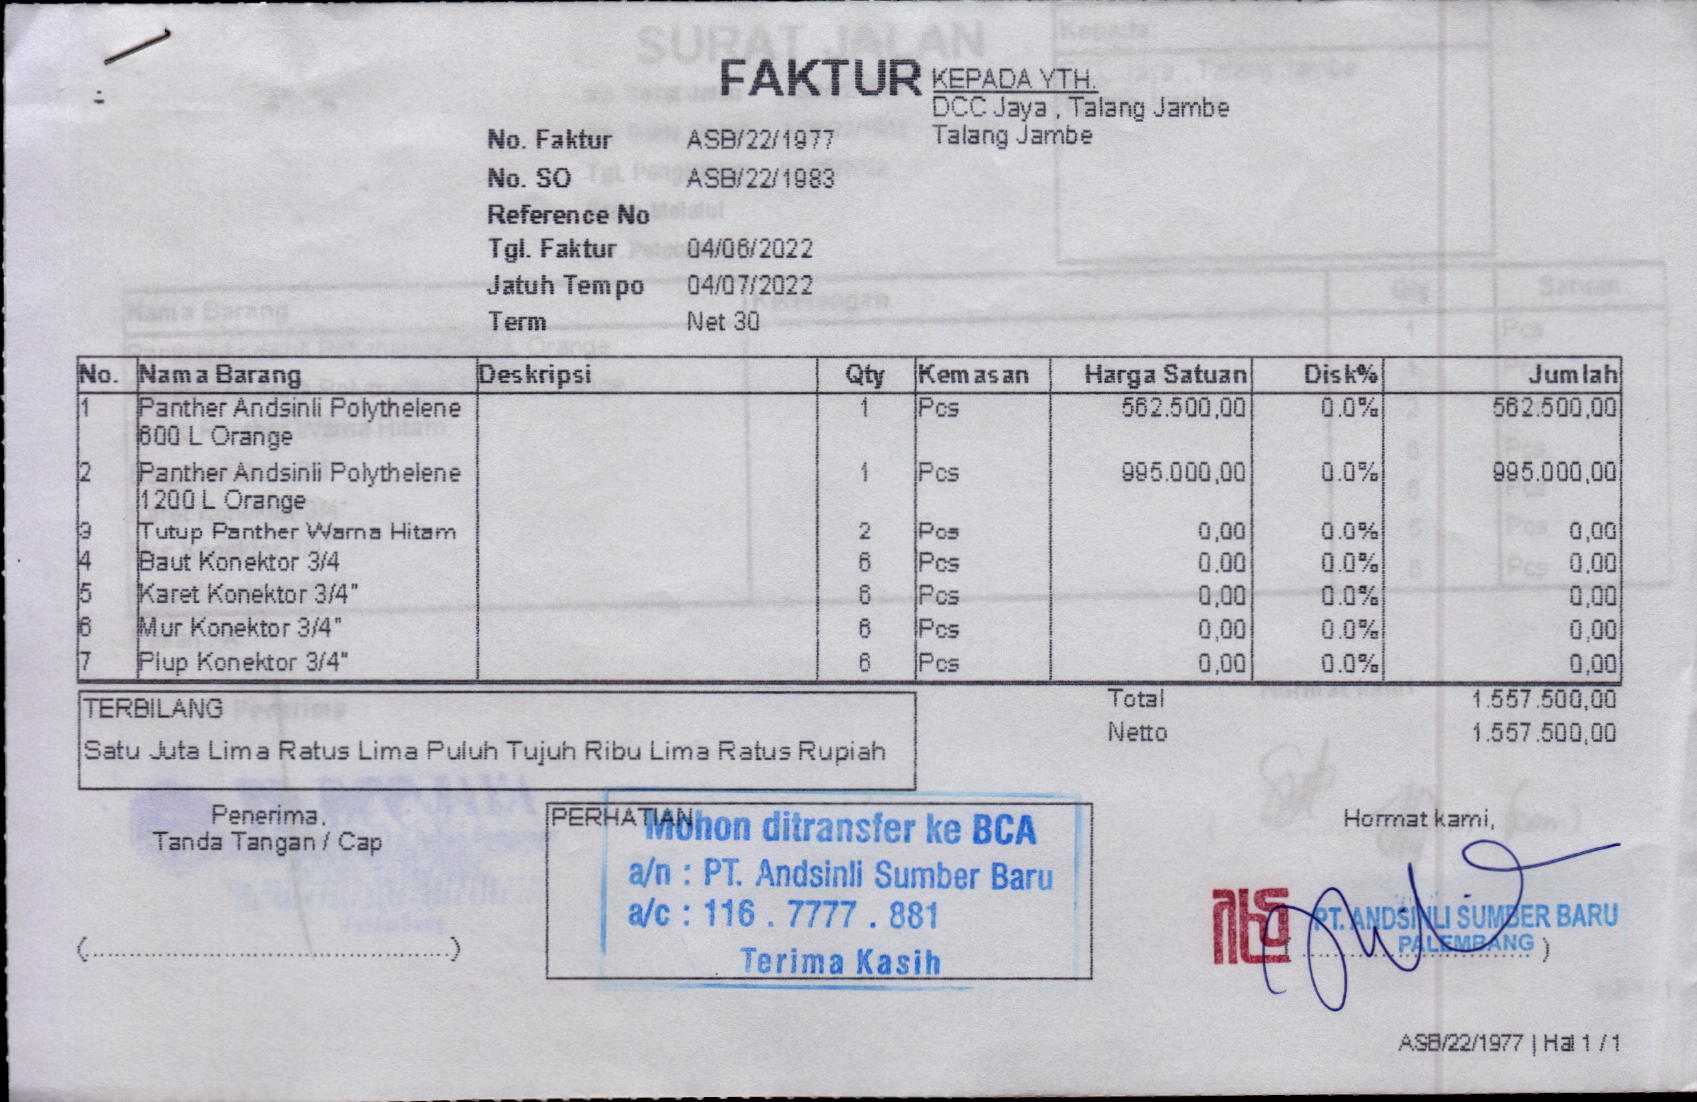 FAKTUR
KEPADA YTH.
DCC Jaya , Talang Jambe
Talang Jambe
No. Faktur ASB/22/1977
No. SO ASB/22/1983
Reference No
Tgl. Faktur 04/06/2022
Jatuh Tempo 04/07/2022
Term Net 30
No. Nama Barang Deskripsi Qty Kemasan Harga Satuan Disk% Jumlah
1 Panther Andsinli Polythelene 1 Pcs 562.500,00 0.0% 562.500,00
600 L Orange
2 Panther Andsinli Polythelene 1 Pcs 995.000,00 0.0% 995.000,00
1200 L Orange
3 Tutup Panther Warna Hitam 2 Pcs 0,00 0.0% 0,00
4 Baut Konektor 3/4 6 Pcs 0,00 0.0% 0,00
5 Karet Konektor 3/4" 6 Pcs 0,00 0.0% 0,00
6 Mur Konektor 3/4" 6 Pcs 0,00 0.0% 0,00
7 Plup Konektor 3/4" 6 Pcs 0,00 0.0% 0,00
Total 1.557.500,00
Netto 1.557.500,00
TERBILANG
Satu Juta Lima Ratus Lima Puluh Tujuh Ribu Lima Ratus Rupiah
Penerima.
Tanda Tangan / Cap
(..................................................)
PERHATIAN
Mohon ditransfer ke BCA
a/n : PT. Andsinli Sumber Baru
a/c : 116 . 7777 . 881
Terima Kasih
Hormat kami,
PT. ANDSINLI SUMBER BARU
PALEMBANG
ASB/22/1977 | Hal 1 / 1